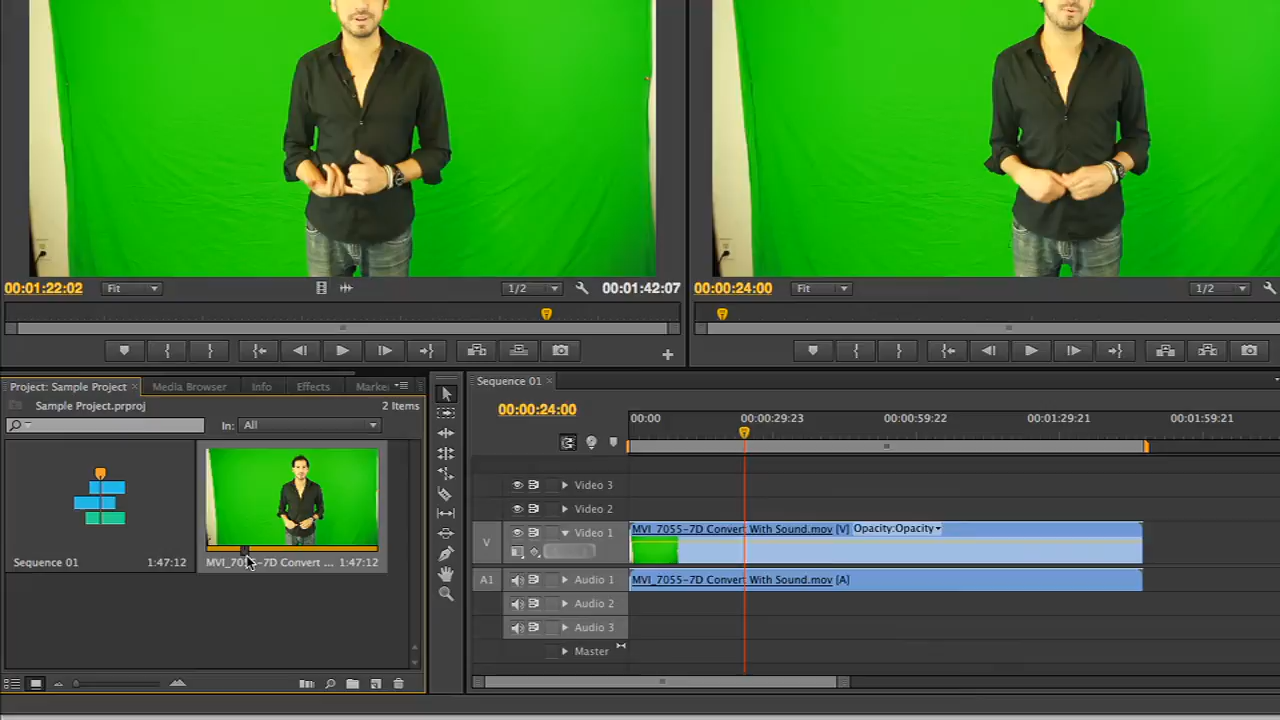 00:01:22:02 Fit 1/2 00:01:42:07
00:00:24:00 Fit 1/2
Project: Sample Project × Media Browser Info Effects Marke
Sample Project.prproj 2 Items
In: All
Sequence 01 1:47:12
MVI_7055-7D Convert ... 1:47:12
Sequence 01 ×
00:00:24:00
00:00 00:00:29:23 00:00:59:22 00:01:29:21 00:01:59:21
Video 3
Video 2
V Video 1 MVI_7055-7D Convert With Sound.mov [V] Opacity:Opacity
A1 Audio 1 MVI_7055-7D Convert With Sound.mov [A]
Audio 2
Audio 3
Master